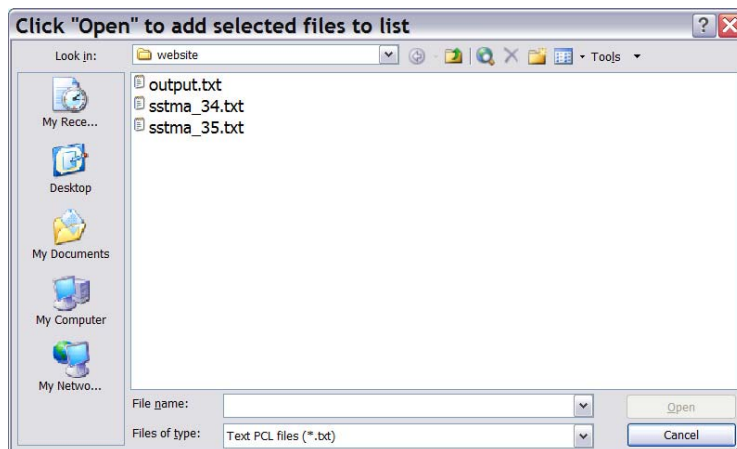 Click "Open" to add selected files to list
Look in:
website
Tools
output.txt
sstma_34.txt
sstma_35.txt
My Rece...
Desktop
My Documents
My Computer
My Netwo...
File name:
Open
Files of type:
Text PCL files (*.txt)
Cancel